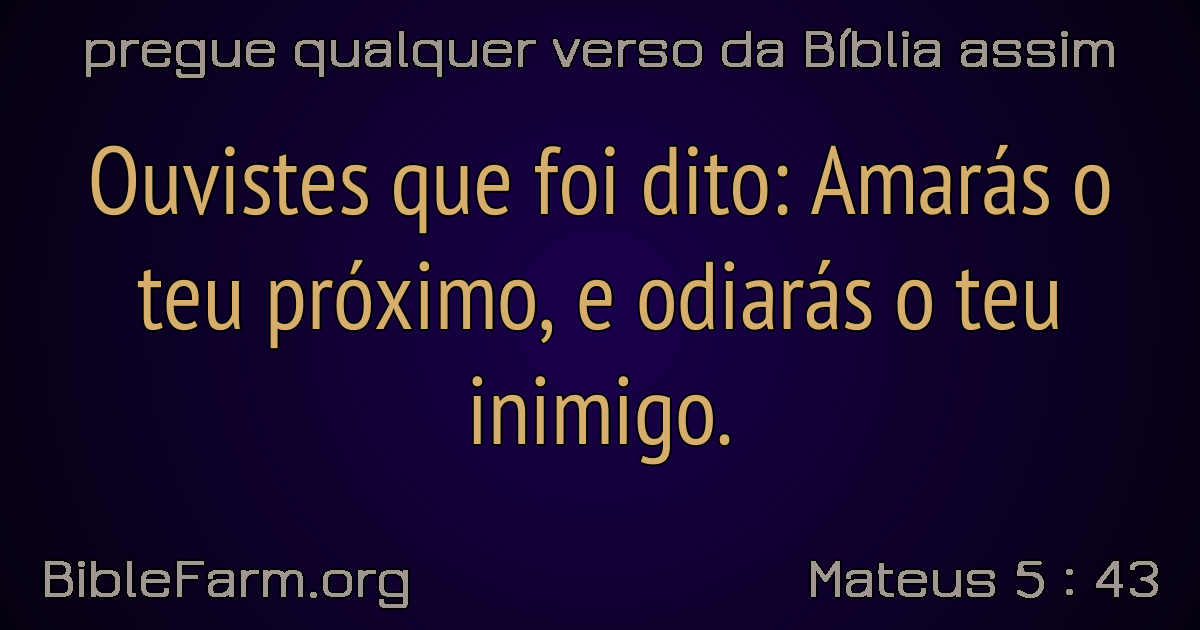 pregue qualquer verso da Bíblia assim
Ouvistes que foi dito: Amarás o
teu próximo, e odiarás o teu
inimigo.
BibleFarm.org
Mateus 5 : 43